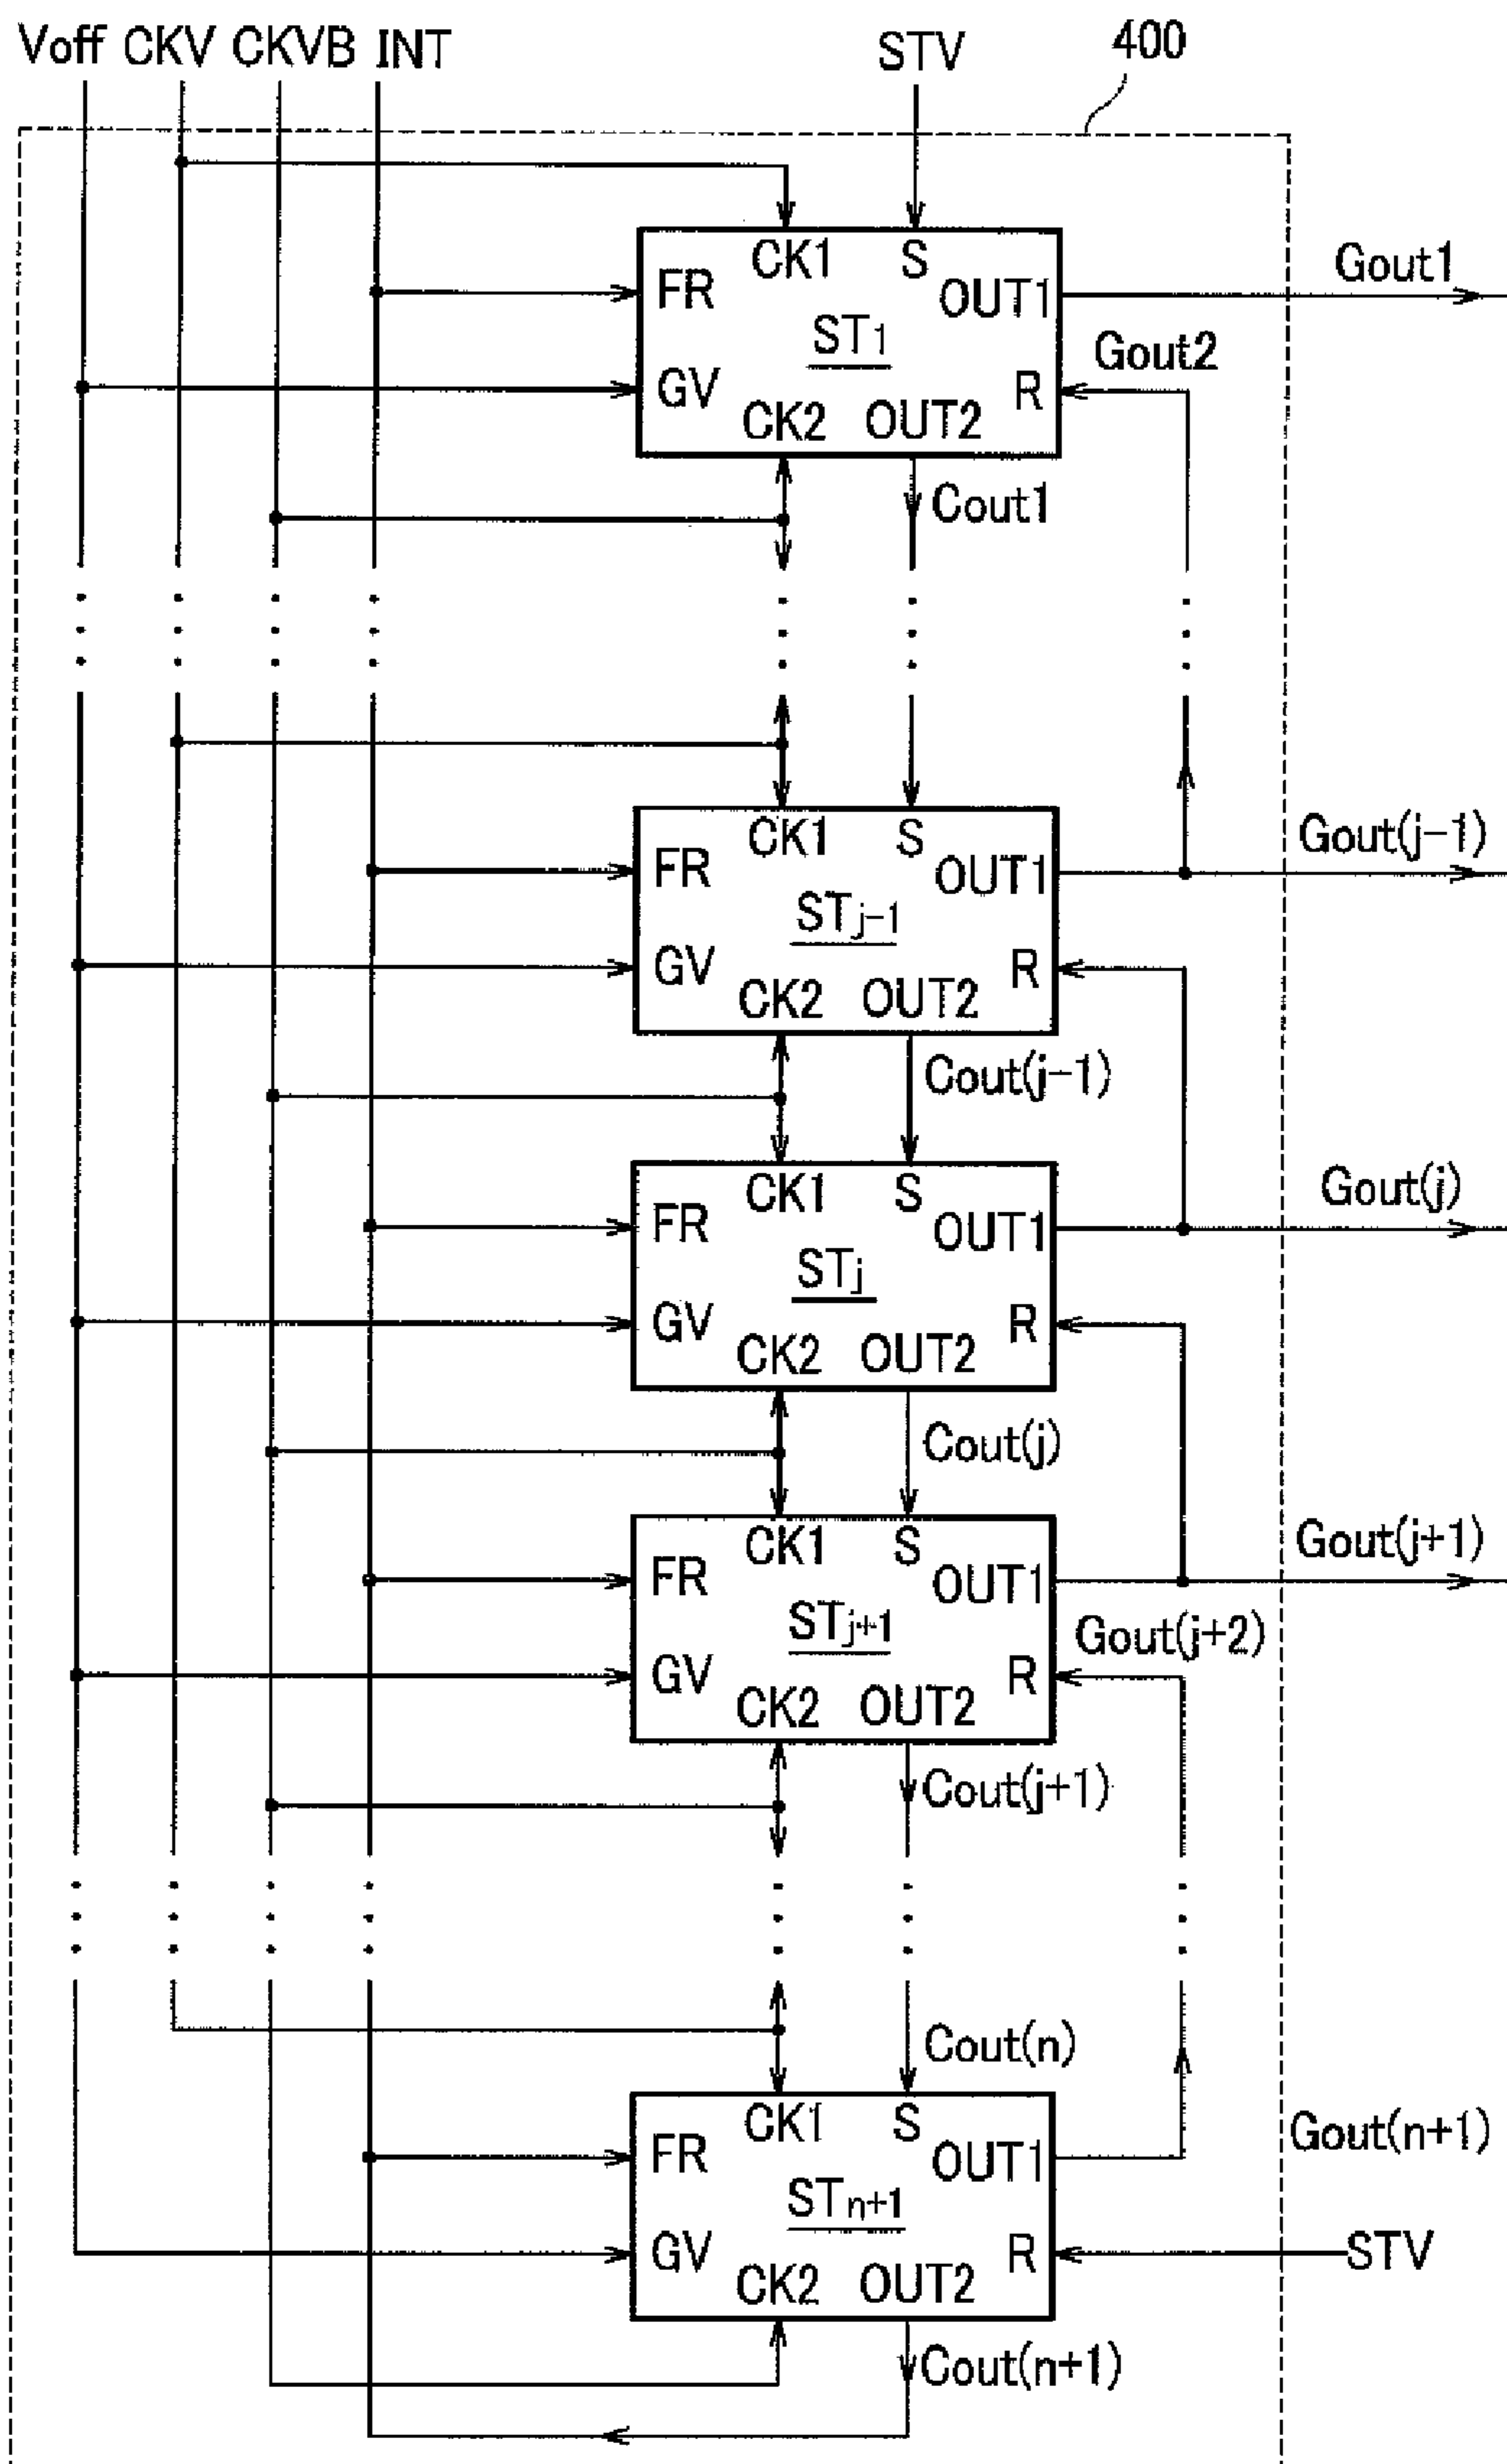 Voff CKV CKVB INT STV 400
CK1 S
FR OUT1 Gout1
ST1
GV R Gout2
CK2 OUT2
Cout1
CK1 S
FR OUT1 Gout(j-1)
STj-1
GV R
CK2 OUT2
Cout(j-1)
CK1 S
FR OUT1 Gout(j)
STj
GV R
CK2 OUT2
Cout(j)
CK1 S
FR OUT1 Gout(j+1)
STj+1
GV R Gout(j+2)
CK2 OUT2
Cout(j+1)
Cout(n)
CK1 S
FR OUT1 Gout(n+1)
STn+1
GV R STV
CK2 OUT2
Cout(n+1)